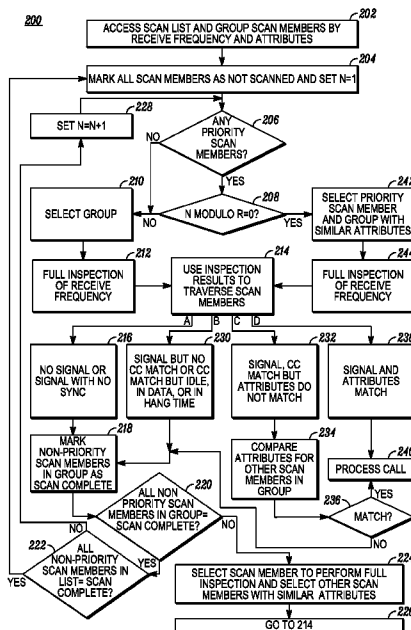 200
202
ACCESS SCAN LIST AND GROUP SCAN MEMBERS BY
RECEIVE FREQUENCY AND ATTRIBUTES
204
MARK ALL SCAN MEMBERS AS NOT SCANNED AND SET N=1
228
SET N=N+1
206
ANY
PRIORITY
SCAN
MEMBERS?
NO
YES
210
SELECT GROUP
208
N MODULO R=0?
NO
YES
242
SELECT PRIORITY
SCAN MEMBER
AND GROUP WITH
SIMILAR ATTRIBUTES
212
FULL INSPECTION
OF RECEIVE
FREQUENCY
214
USE INSPECTION
RESULTS TO
TRAVERSE SCAN
MEMBERS
244
FULL INSPECTION
OF RECEIVE
FREQUENCY
A
B
C
D
216
NO SIGNAL OR
SIGNAL WITH NO
SYNC
230
SIGNAL BUT NO
CC MATCH OR CC
MATCH BUT IDLE,
IN DATA, OR IN
HANG TIME
232
SIGNAL, CC
MATCH BUT
ATTRIBUTES DO
NOT MATCH
238
SIGNAL AND
ATTRIBUTES
MATCH
218
MARK
NON-PRIORITY
SCAN MEMBERS
IN GROUP AS
SCAN COMPLETE
234
COMPARE
ATTRIBUTES FOR
OTHER SCAN
MEMBERS IN
GROUP
240
PROCESS CALL
YES
220
ALL NON
PRIORITY SCAN
MEMBERS IN GROUP=
SCAN COMPLETE?
236
MATCH?
NO
NO
YES
NO
222
ALL
NON-PRIORITY
SCAN MEMBERS IN
LIST= SCAN
COMPLETE?
YES
224
SELECT SCAN MEMBER TO PERFORM FULL
INSPECTION AND SELECT OTHER SCAN
MEMBERS WITH SIMILAR ATTRIBUTES
226
GO TO 214